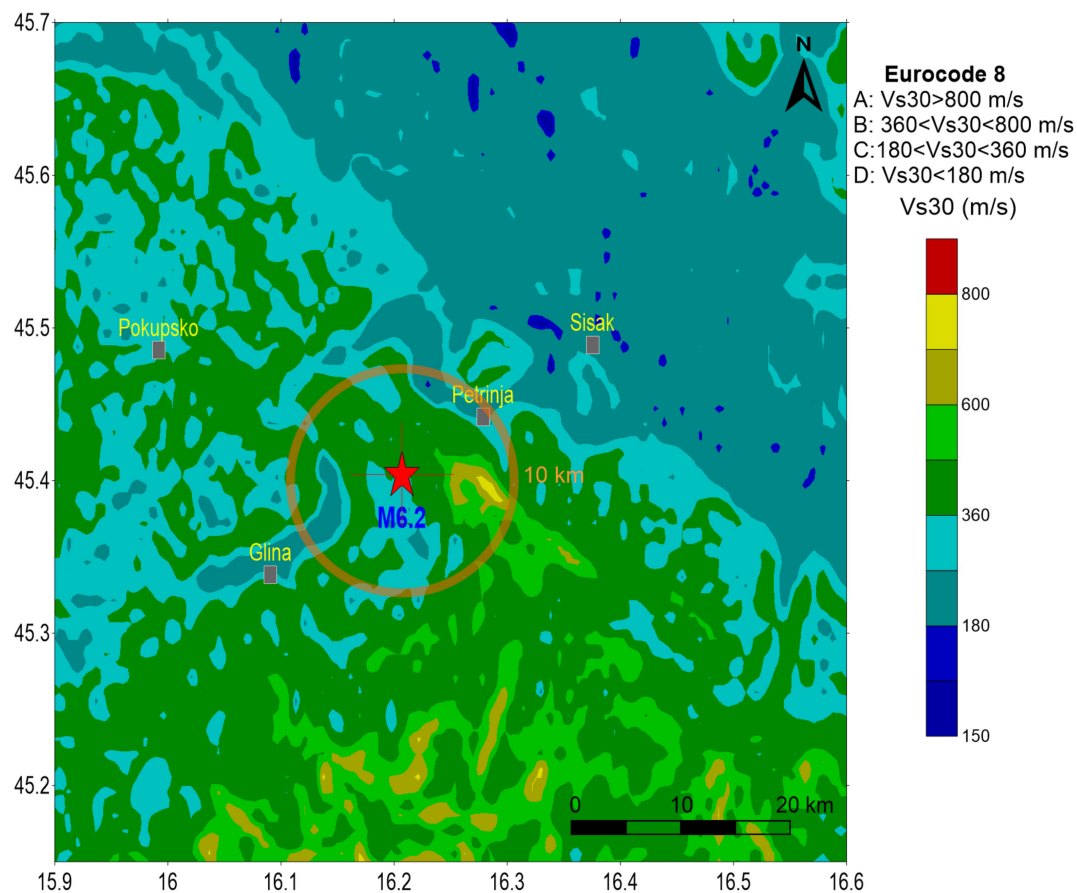 45.7
45.6
45.5
45.4
45.3
45.2
15.9
16
16.1
16.2
16.3
16.4
16.5
16.6
N
Pokupsko
Sisak
Petrinja
10 km
M6.2
Glina
0
10
20 km
Eurocode 8
A: Vs30>800 m/s
B: 360<Vs30<800 m/s
C:180<Vs30<360 m/s
D: Vs30<180 m/s
Vs30 (m/s)
800
600
360
180
150